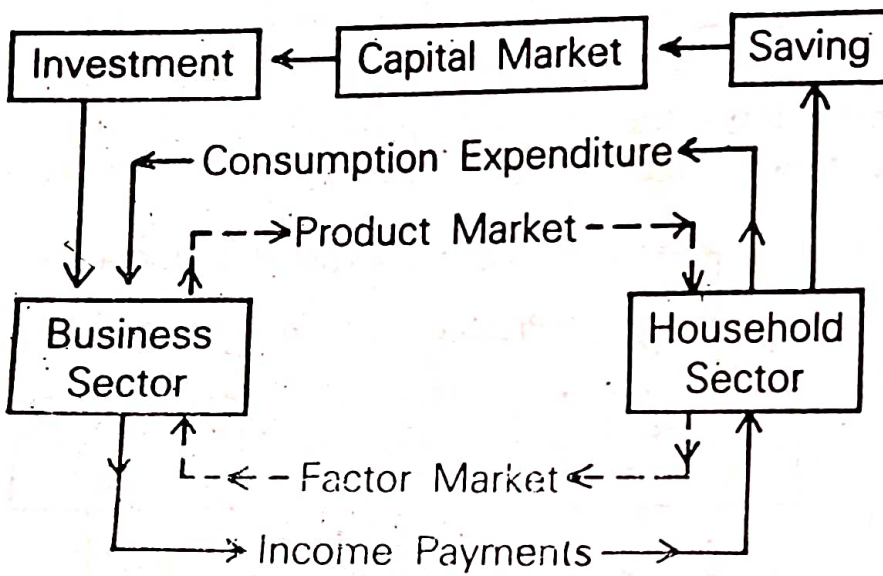 Investment
Capital Market
Saving
Consumption Expenditure
Product Market
Business
Sector
Household
Sector
Factor Market
Income Payments